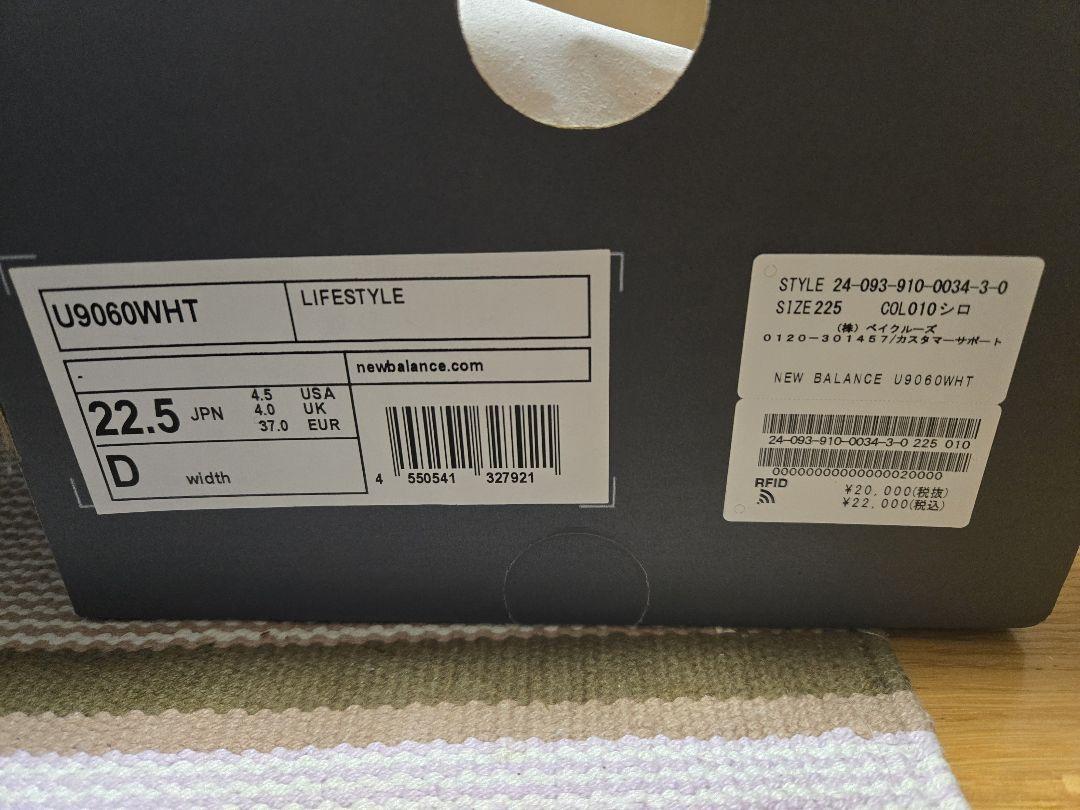 U9060WHT
LIFESTYLE
-
newbalance.com
22.5 JPN
4.5 USA
4.0 UK
37.0 EUR
D width
4 550541 327921
STYLE 24-093-910-0034-3-0
SIZE 225 COL010シロ
(株) ベイクルーズ
0120-301457/カスタマーサポート
NEW BALANCE U9060WHT
24-093-910-0034-3-0 225 010
00000000000000020000
RFID
¥20,000(税抜)
¥22,000(税込)